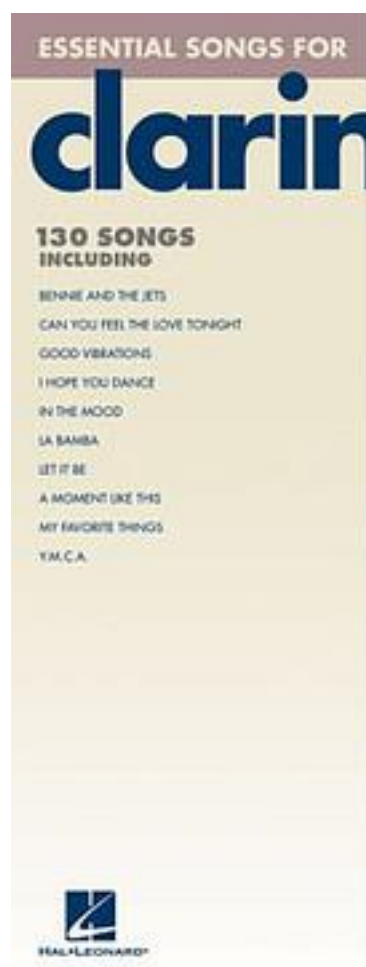 ESSENTIAL SONGS FOR
clarin
130 SONGS
INCLUDING
BENNIE AND THE JETS
CAN YOU FEEL THE LOVE TONIGHT
GOOD VIBRATIONS
I HOPE YOU DANCE
IN THE MOOD
LA BAMBA
LET IT BE
A MOMENT LIKE THIS
MY FAVORITE THINGS
Y.M.C.A.
HAL•LEONARD®